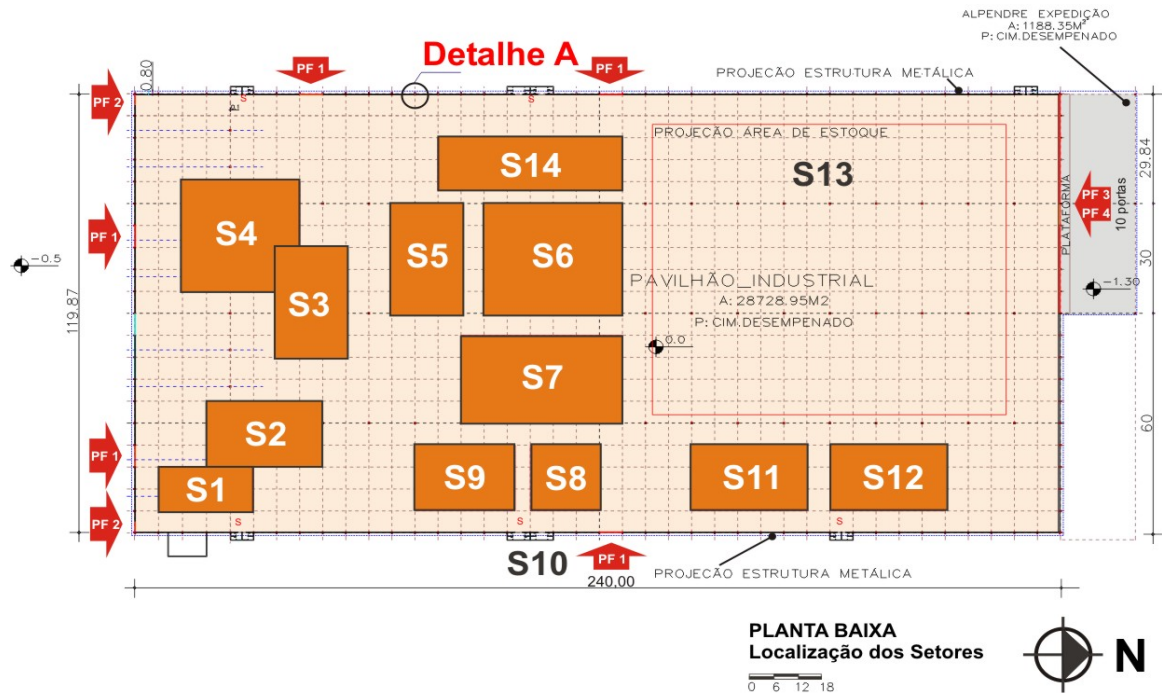 ALPENDRE EXPEDIÇÃO
A: 1188.35M²
P: CIM.DESEMPENADO
Detalhe A
PF 1
PF 1
PROJEÇÃO ESTRUTURA METÁLICA
0.80
PF 2
S
S
PROJEÇÃO ÁREA DE ESTOQUE
S14
S13
29.84
PLATAFORMA
PF 3
PF 4
10 portas
S4
S5
S6
PF 1
S3
-0.5
PAVILHÃO_INDUSTRIAL
A: 28728.95M2
P: CIM.DESEMPENADO
-1.30
30
119.87
0.0
S7
S2
60
PF 1
S9
S8
S11
S12
S1
PF 2
S
S
S
S10
PF 1
PROJEÇÃO ESTRUTURA METÁLICA
240,00
PLANTA BAIXA
Localização dos Setores
0 6 12 18
N